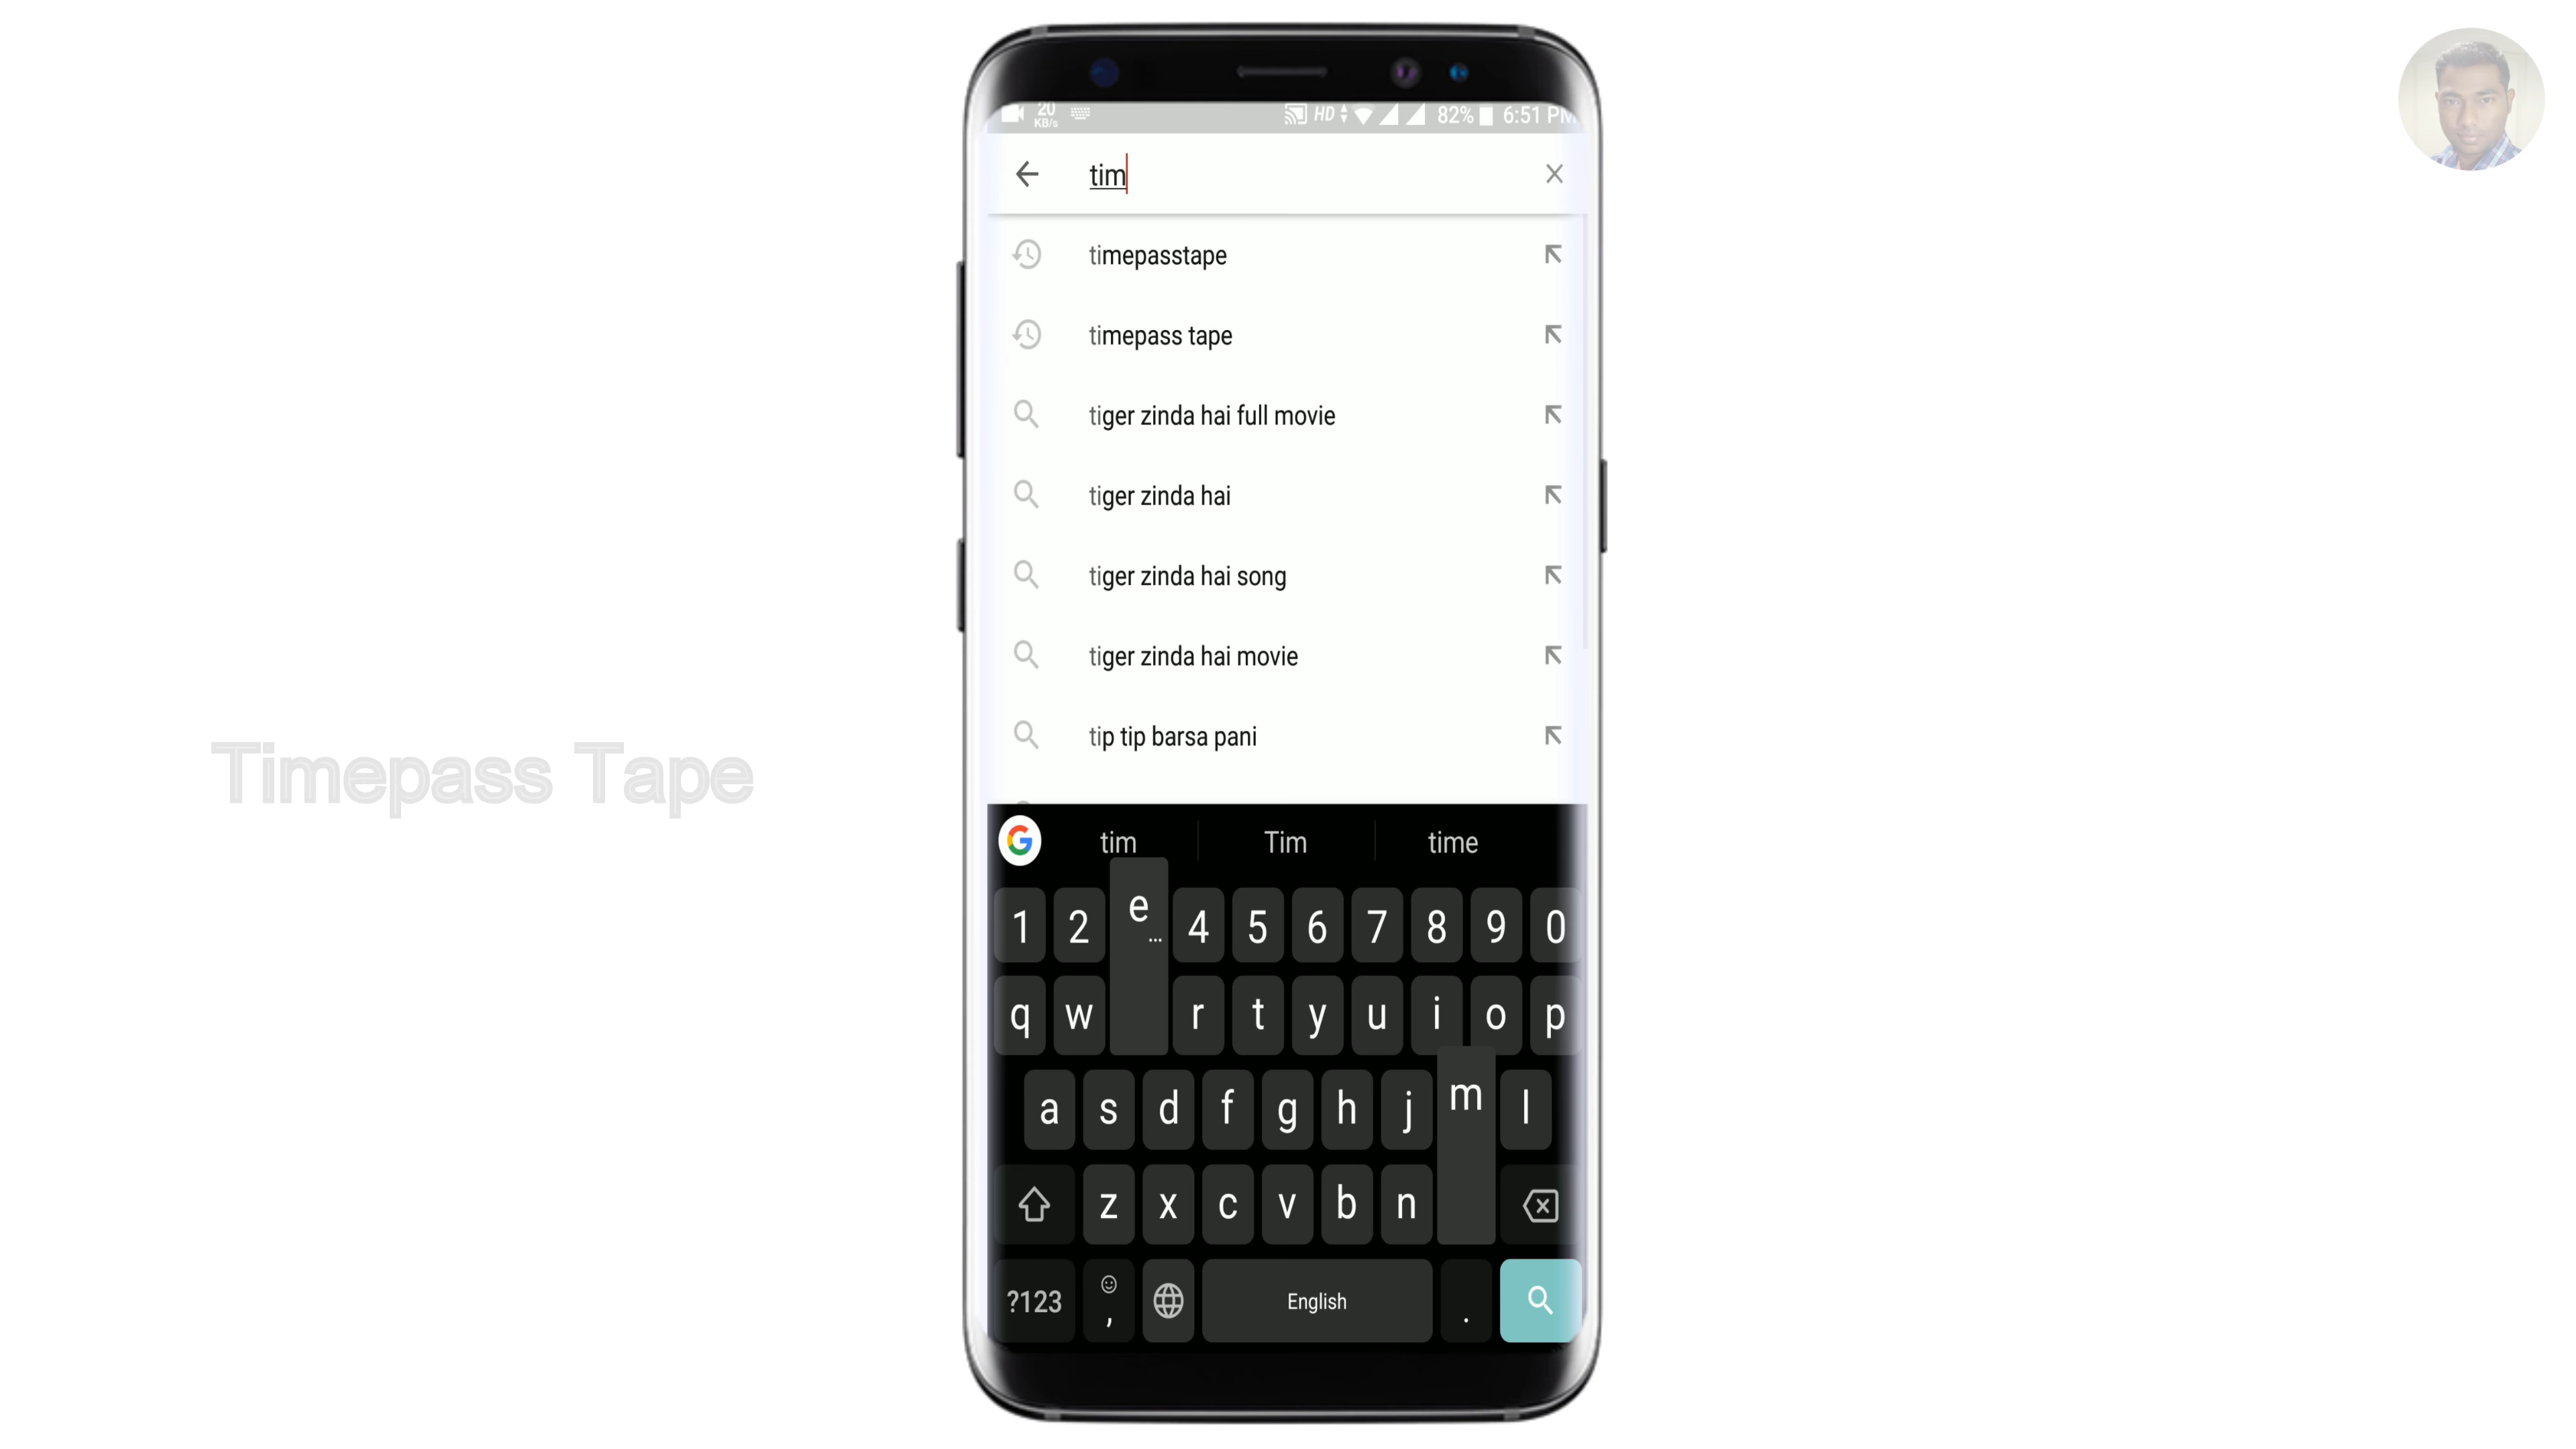 20
KB/s
HD
82%
6:51 PM
tim
timepasstape
timepass tape
tiger zinda hai full movie
tiger zinda hai
tiger zinda hai song
tiger zinda hai movie
tip tip barsa pani
Timepass Tape
G tim Tim time
1 2 e ... 4 5 6 7 8 9 0
q w r t y u i o p
a s d f g h j m l
z x c v b n
?123 , English .